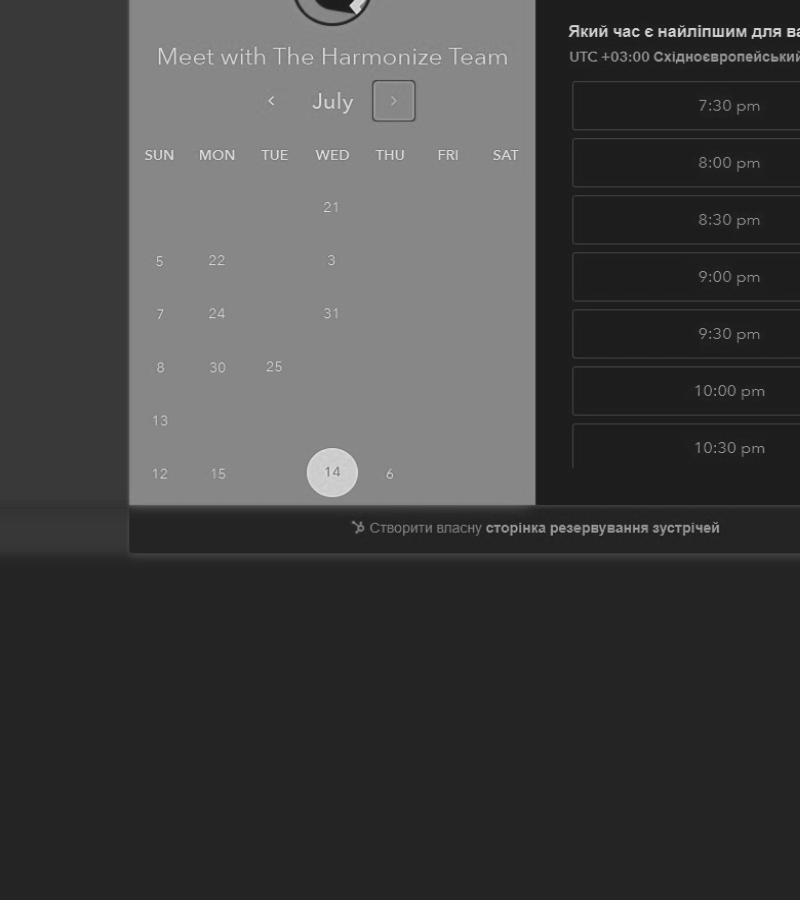 Meet with The Harmonize Team
July
SUN MON TUE WED THU FRI SAT
21
5 22 3
7 24 31
8 30 25
13
12 15 14 6
Який час є найліпшим для
UTC +03:00 Східноєвропейський
7:30 pm
8:00 pm
8:30 pm
9:00 pm
9:30 pm
10:00 pm
10:30 pm
Створити власну сторінка резервування зустрічей